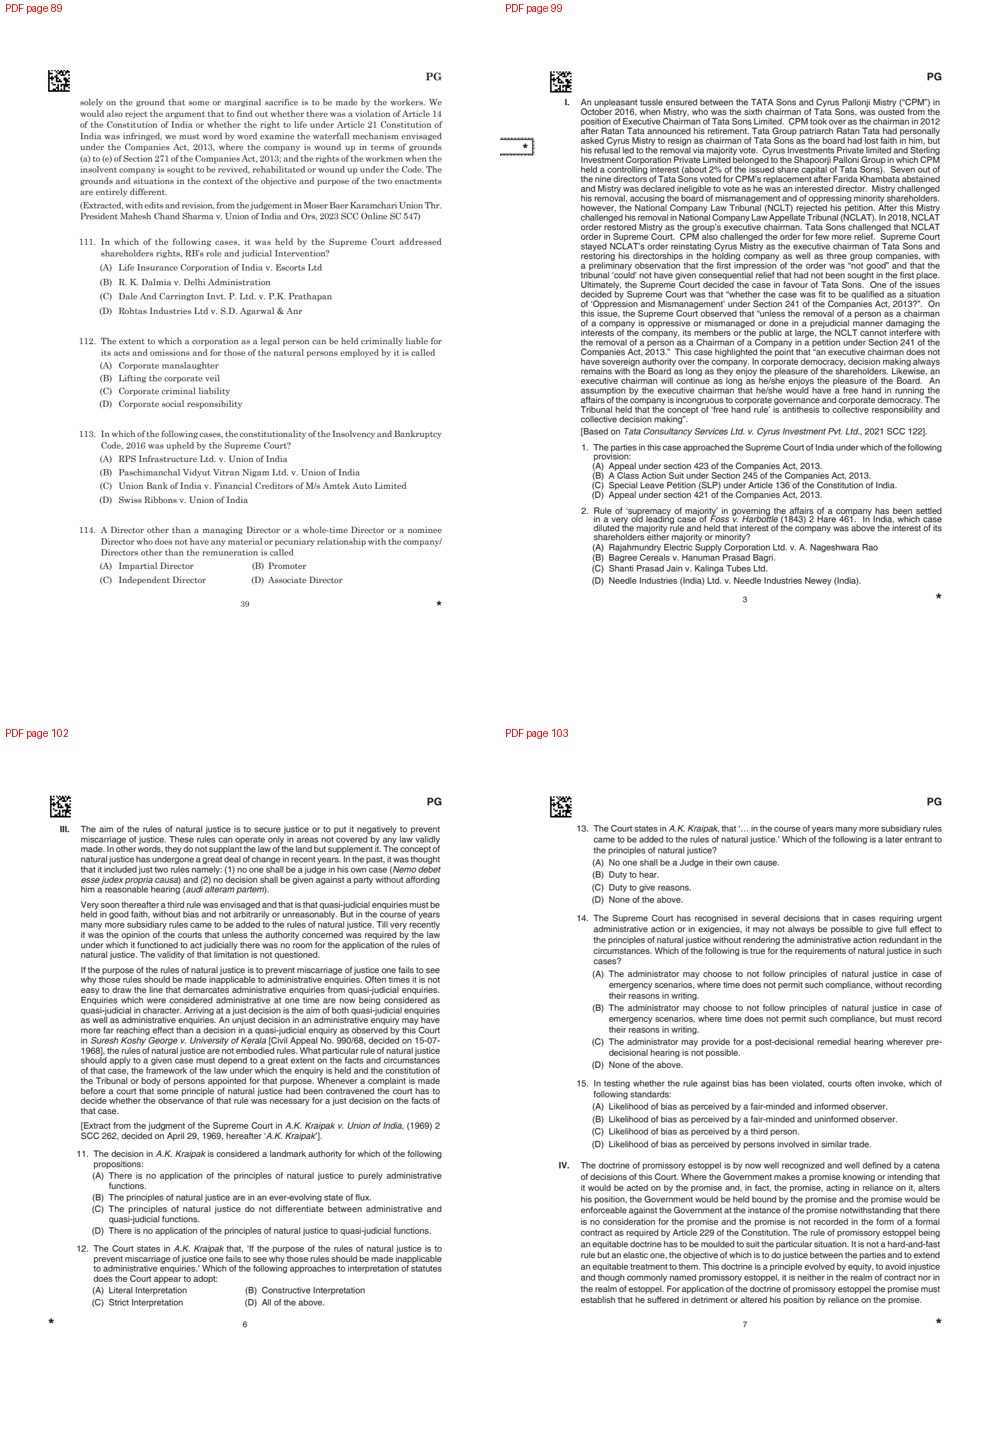 PDF page 89
PG
solely on the ground that some or marginal sacrifice is to be made by the workers. We
would also reject the argument that to find out whether there was a violation of Article 14
of the Constitution of India or whether the right to life under Article 21 Constitution of
India was infringed, we must word by word examine the waterfall mechanism envisaged
under the Companies Act, 2013, where the company is wound up in terms of grounds
(a) to (e) of Section 271 of the Companies Act, 2013; and the rights of the workmen when the
insolvent company is sought to be revived, rehabilitated or wound up under the Code. The
grounds and situations in the context of the objective and purpose of the two enactments
are entirely different.
(Extracted, with edits and revision, from the judgement in Moser Baer Karamchari Union Thr.
President Mahesh Chand Sharma v. Union of India and Ors, 2023 SCC Online SC 547)
111. In which of the following cases, it was held by the Supreme Court addressed
shareholders rights, RB's role and judicial Intervention?
(A) Life Insurance Corporation of India v. Escorts Ltd
(B) R. K. Dalmia v. Delhi Administration
(C) Dale And Carrington Invt. P. Ltd. v. P.K. Prathapan
(D) Rohtas Industries Ltd v. S.D. Agarwal & Anr
112. The extent to which a corporation as a legal person can be held criminally liable for
its acts and omissions and for those of the natural persons employed by it is called
(A) Corporate manslaughter
(B) Lifting the corporate veil
(C) Corporate criminal liability
(D) Corporate social responsibility
113. In which of the following cases, the constitutionality of the Insolvency and Bankruptcy
Code, 2016 was upheld by the Supreme Court?
(A) RPS Infrastructure Ltd. v. Union of India
(B) Paschimanchal Vidyut Vitran Nigam Ltd. v. Union of India
(C) Union Bank of India v. Financial Creditors of M/s Amtek Auto Limited
(D) Swiss Ribbons v. Union of India
114. A Director other than a managing Director or a whole-time Director or a nominee
Director who does not have any material or pecuniary relationship with the company/
Directors other than the remuneration is called
(A) Impartial Director (B) Promoter
(C) Independent Director (D) Associate Director
39 *
PDF page 99
PG
*
I. An unpleasant tussle ensured between the TATA Sons and Cyrus Pallonji Mistry ("CPM") in
October 2016, when Mistry, who was the sixth chairman of Tata Sons, was ousted from the
position of Executive Chairman of Tata Sons Limited. CPM took over as the chairman in 2012
after Ratan Tata announced his retirement. Tata Group patriarch Ratan Tata had personally
asked Cyrus Mistry to resign as chairman of Tata Sons as the board had lost faith in him, but
his refusal led to the removal via majority vote. Cyrus Investments Private limited and Sterling
Investment Corporation Private Limited belonged to the Shapoorji Palloni Group in which CPM
held a controlling interest (about 2% of the issued share capital of Tata Sons). Seven out of
the nine directors of Tata Sons voted for CPM's replacement after Farida Khambata abstained
and Mistry was declared ineligible to vote as he was an interested director. Mistry challenged
his removal, accusing the board of mismanagement and of oppressing minority shareholders.
however, the National Company Law Tribunal (NCLT) rejected his petition. After this Mistry
challenged his removal in National Company Law Appellate Tribunal (NCLAT). In 2018, NCLAT
order restored Mistry as the group's executive chairman. Tata Sons challenged that NCLAT
order in Supreme Court. CPM also challenged the order for few more relief. Supreme Court
stayed NCLAT's order reinstating Cyrus Mistry as the executive chairman of Tata Sons and
restoring his directorships in the holding company as well as three group companies, with
a preliminary observation that the first impression of the order was "not good" and that the
tribunal 'could' not have given consequential relief that had not been sought in the first place.
Ultimately, the Supreme Court decided the case in favour of Tata Sons. One of the issues
decided by Supreme Court was that "whether the case was fit to be qualified as a situation
of 'Oppression and Mismanagement' under Section 241 of the Companies Act, 2013?". On
this issue, the Supreme Court observed that "unless the removal of a person as a chairman
of a company is oppressive or mismanaged or done in a prejudicial manner damaging the
interests of the company, its members or the public at large, the NCLT cannot interfere with
the removal of a person as a Chairman of a Company in a petition under Section 241 of the
Companies Act, 2013." This case highlighted the point that "an executive chairman does not
have sovereign authority over the company. In corporate democracy, decision making always
remains with the Board as long as they enjoy the pleasure of the shareholders. Likewise, an
executive chairman will continue as long as he/she enjoys the pleasure of the Board. An
assumption by the executive chairman that he/she would have a free hand in running the
affairs of the company is incongruous to corporate governance and corporate democracy. The
Tribunal held that the concept of 'free hand rule' is antithesis to collective responsibility and
collective decision making".
[Based on Tata Consultancy Services Ltd. v. Cyrus Investment Pvt. Ltd., 2021 SCC 122].
1. The parties in this case approached the Supreme Court of India under which of the following
provision:
(A) Appeal under section 423 of the Companies Act, 2013.
(B) A Class Action Suit under Section 245 of the Companies Act, 2013.
(C) Special Leave Petition (SLP) under Article 136 of the Constitution of India.
(D) Appeal under section 421 of the Companies Act, 2013.
2. Rule of 'supremacy of majority' in governing the affairs of a company has been settled
in a very old leading case of Foss v. Harbottle (1843) 2 Hare 461. In India, which case
diluted the majority rule and held that interest of the company was above the interest of its
shareholders either majority or minority?
(A) Rajahmundry Electric Supply Corporation Ltd. v. A. Nageshwara Rao
(B) Bagree Cereals v. Hanuman Prasad Bagri.
(C) Shanti Prasad Jain v. Kalinga Tubes Ltd.
(D) Needle Industries (India) Ltd. v. Needle Industries Newey (India).
3 *
PDF page 102
PG
III. The aim of the rules of natural justice is to secure justice or to put it negatively to prevent
miscarriage of justice. These rules can operate only in areas not covered by any law validly
made. In other words, they do not supplant the law of the land but supplement it. The concept of
natural justice has undergone a great deal of change in recent years. In the past, it was thought
that it included just two rules namely: (1) no one shall be a judge in his own case (Nemo debet
esse judex propria causa) and (2) no decision shall be given against a party without affording
him a reasonable hearing (audi alteram partem).
Very soon thereafter a third rule was envisaged and that is that quasi-judicial enquiries must be
held in good faith, without bias and not arbitrarily or unreasonably. But in the course of years
many more subsidiary rules came to be added to the rules of natural justice. Till very recently
it was the opinion of the courts that unless the authority concerned was required by the law
under which it functioned to act judicially there was no room for the application of the rules of
natural justice. The validity of that limitation is not questioned.
If the purpose of the rules of natural justice is to prevent miscarriage of justice one fails to see
why those rules should be made inapplicable to administrative enquiries. Often times it is not
easy to draw the line that demarcates administrative enquiries from quasi-judicial enquiries.
Enquiries which were considered administrative at one time are now being considered as
quasi-judicial in character. Arriving at a just decision is the aim of both quasi-judicial enquiries
as well as administrative enquiries. An unjust decision in an administrative enquiry may have
more far reaching effect than a decision in a quasi-judicial enquiry as observed by this Court
in Suresh Koshy George v. University of Kerala [Civil Appeal No. 990/68, decided on 15-07-
1968], the rules of natural justice are not embodied rules. What particular rule of natural justice
should apply to a given case must depend to a great extent on the facts and circumstances
of that case, the framework of the law under which the enquiry is held and the constitution of
the Tribunal or body of persons appointed for that purpose. Whenever a complaint is made
before a court that some principle of natural justice had been contravened the court has to
decide whether the observance of that rule was necessary for a just decision on the facts of
that case.
[Extract from the judgment of the Supreme Court in A.K. Kraipak v. Union of India, (1969) 2
SCC 262, decided on April 29, 1969, hereafter 'A.K. Kraipak'].
11. The decision in A.K. Kraipak is considered a landmark authority for which of the following
propositions:
(A) There is no application of the principles of natural justice to purely administrative
functions.
(B) The principles of natural justice are in an ever-evolving state of flux.
(C) The principles of natural justice do not differentiate between administrative and
quasi-judicial functions.
(D) There is no application of the principles of natural justice to quasi-judicial functions.
12. The Court states in A.K. Kraipak that, 'If the purpose of the rules of natural justice is to
prevent miscarriage of justice one fails to see why those rules should be made inapplicable
to administrative enquiries.' Which of the following approaches to interpretation of statutes
does the Court appear to adopt:
(A) Literal Interpretation (B) Constructive Interpretation
(C) Strict Interpretation (D) All of the above.
* 6
PDF page 103
PG
13. The Court states in A.K. Kraipak, that '… in the course of years many more subsidiary rules
came to be added to the rules of natural justice.' Which of the following is a later entrant to
the principles of natural justice?
(A) No one shall be a Judge in their own cause.
(B) Duty to hear.
(C) Duty to give reasons.
(D) None of the above.
14. The Supreme Court has recognised in several decisions that in cases requiring urgent
administrative action or in exigencies, it may not always be possible to give full effect to
the principles of natural justice without rendering the administrative action redundant in the
circumstances. Which of the following is true for the requirements of natural justice in such
cases?
(A) The administrator may choose to not follow principles of natural justice in case of
emergency scenarios, where time does not permit such compliance, without recording
their reasons in writing.
(B) The administrator may choose to not follow principles of natural justice in case of
emergency scenarios, where time does not permit such compliance, but must record
their reasons in writing.
(C) The administrator may provide for a post-decisional remedial hearing wherever pre-
decisional hearing is not possible.
(D) None of the above.
15. In testing whether the rule against bias has been violated, courts often invoke, which of
following standards:
(A) Likelihood of bias as perceived by a fair-minded and informed observer.
(B) Likelihood of bias as perceived by a fair-minded and uninformed observer.
(C) Likelihood of bias as perceived by a third person.
(D) Likelihood of bias as perceived by persons involved in similar trade.
IV. The doctrine of promissory estoppel is by now well recognized and well defined by a catena
of decisions of this Court. Where the Government makes a promise knowing or intending that
it would be acted on by the promise and, in fact, the promise, acting in reliance on it, alters
his position, the Government would be held bound by the promise and the promise would be
enforceable against the Government at the instance of the promise notwithstanding that there
is no consideration for the promise and the promise is not recorded in the form of a formal
contract as required by Article 229 of the Constitution. The rule of promissory estoppel being
an equitable doctrine has to be moulded to suit the particular situation. It is not a hard-and-fast
rule but an elastic one, the objective of which is to do justice between the parties and to extend
an equitable treatment to them. This doctrine is a principle evolved by equity, to avoid injustice
and though commonly named promissory estoppel, it is neither in the realm of contract nor in
the realm of estoppel. For application of the doctrine of promissory estoppel the promise must
establish that he suffered in detriment or altered his position by reliance on the promise.
7 *